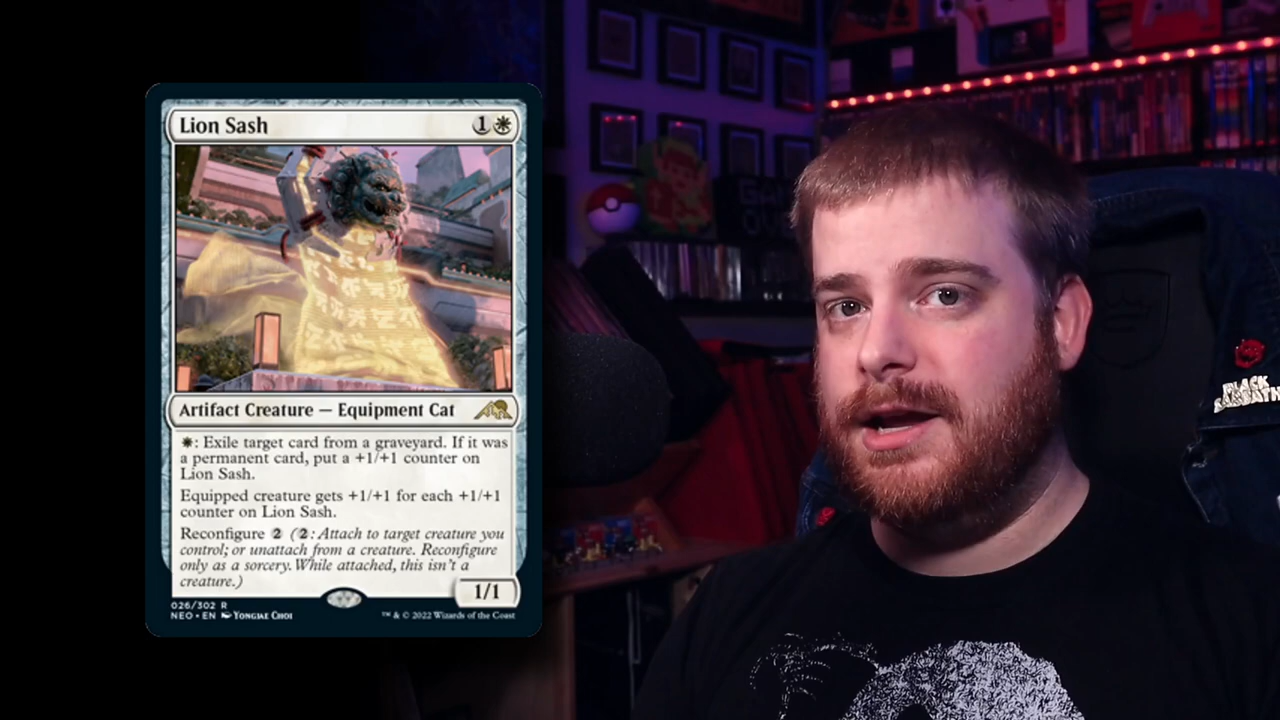 Lion Sash 1
Artifact Creature — Equipment Cat
: Exile target card from a graveyard. If it was
a permanent card, put a +1/+1 counter on
Lion Sash.
Equipped creature gets +1/+1 for each +1/+1
counter on Lion Sash.
Reconfigure 2 (2: Attach to target creature you
control; or unattach from a creature. Reconfigure
only as a sorcery. While attached, this isn't a
creature.)
1/1
026/302 R
NEO • EN Yongjae Choi
™ & © 2022 Wizards of the Coast
BLACK
SABBATH